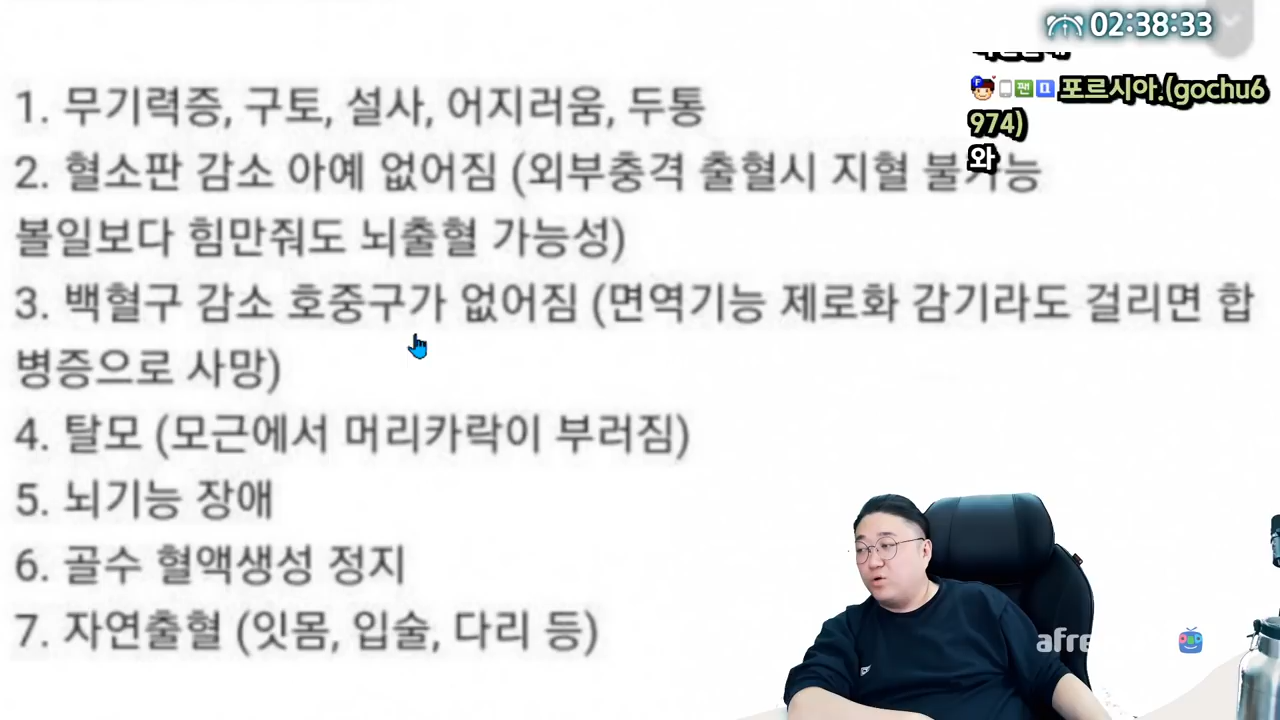 02:38:33
팬 포르시아.(gochu6
974)
와
1. 무기력증, 구토, 설사, 어지러움, 두통
2. 혈소판 감소 아예 없어짐 (외부충격 출혈시 지혈 불가능
볼일보다 힘만줘도 뇌출혈 가능성)
3. 백혈구 감소 호중구가 없어짐 (면역기능 제로화 감기라도 걸리면 합
병증으로 사망)
4. 탈모 (모근에서 머리카락이 부러짐)
5. 뇌기능 장애
6. 골수 혈액생성 정지
7. 자연출혈 (잇몸, 입술, 다리 등)
afre